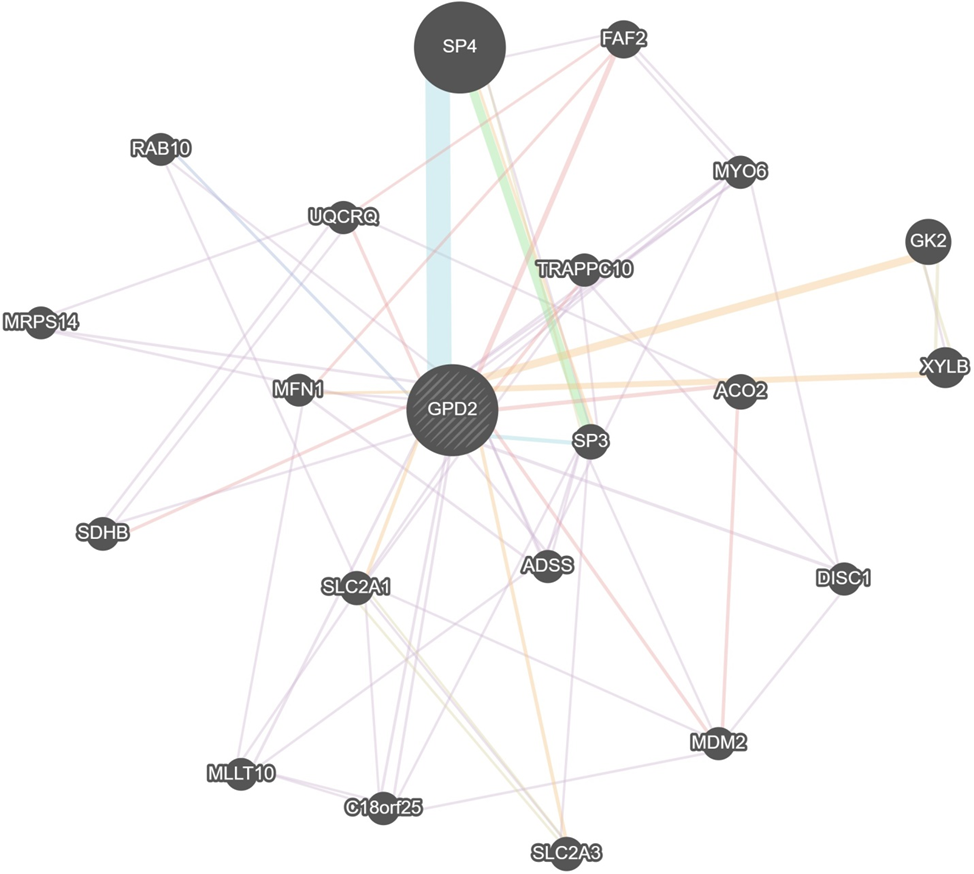 SP4
FAF2
RAB10
MYO6
UQCRQ
GK2
TRAPPC10
MRPS14
XYLB
MFN1
ACO2
GPD2
SP3
SDHB
ADSS
DISC1
SLC2A1
MDM2
MLLT10
C18orf25
SLC2A3